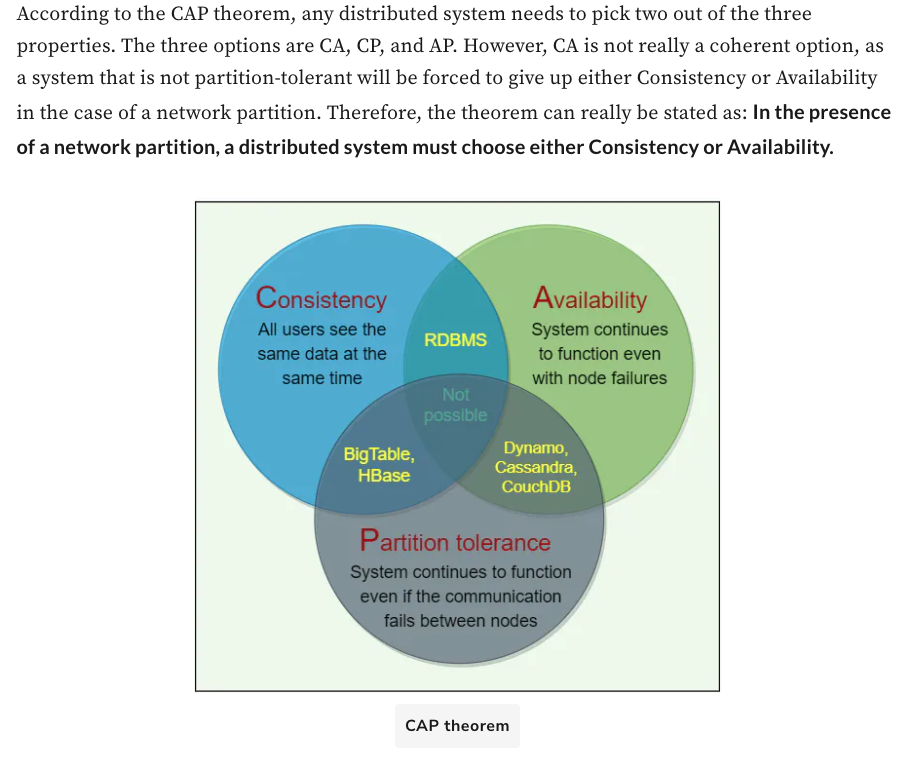 According to the CAP theorem, any distributed system needs to pick two out of the three
properties. The three options are CA, CP, and AP. However, CA is not really a coherent option, as
a system that is not partition-tolerant will be forced to give up either Consistency or Availability
in the case of a network partition. Therefore, the theorem can really be stated as: In the presence
of a network partition, a distributed system must choose either Consistency or Availability.
Consistency
All users see the
same data at the
same time
RDBMS
Availability
System continues
to function even
with node failures
Not
possible
BigTable,
HBase
Dynamo,
Cassandra,
CouchDB
Partition tolerance
System continues to function
even if the communication
fails between nodes
CAP theorem